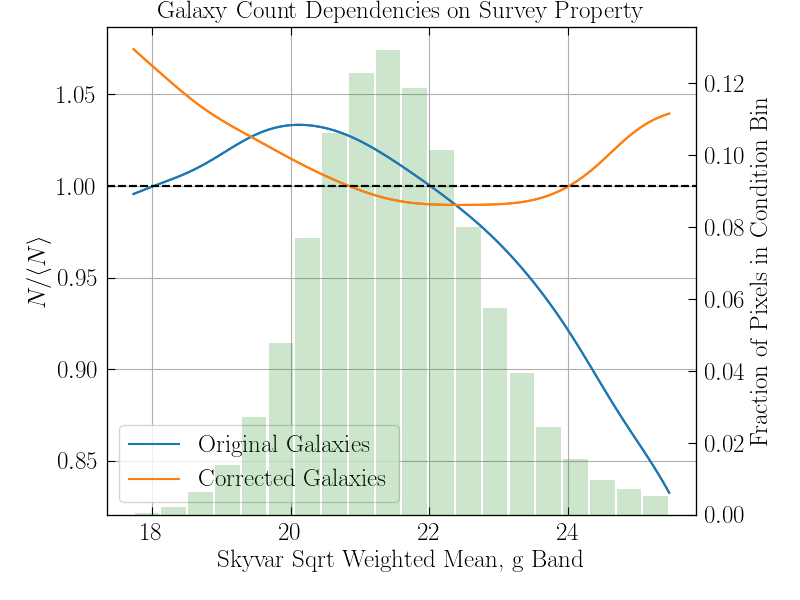 Galaxy Count Dependencies on Survey Property
1.05
1.00
0.95
0.90
0.85
N/⟨N⟩
0.12
0.10
0.08
0.06
0.04
0.02
0.00
Fraction of Pixels in Condition Bin
Original Galaxies
Corrected Galaxies
18 20 22 24
Skyvar Sqrt Weighted Mean, g Band